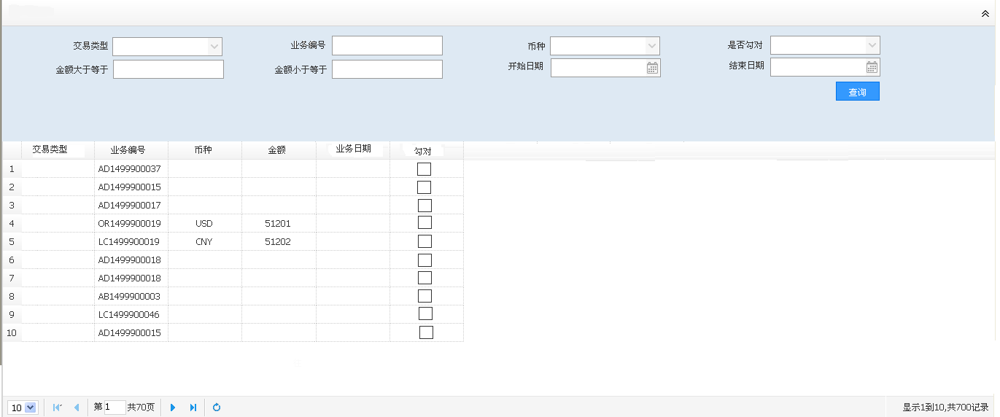 交易类型 业务编号 币种 是否勾对
金额大于等于 金额小于等于 开始日期 结束日期
查询
交易类型 业务编号 币种 金额 业务日期 勾对
1 AD1499900037
2 AD1499900015
3 AD1499900017
4 OR1499900019 USD 51201
5 LC1499900019 CNY 51202
6 AD1499900018
7 AD1499900018
8 AB1499900003
9 LC1499900046
10 AD1499900015
10 第 1 共70页 显示1到10,共700记录